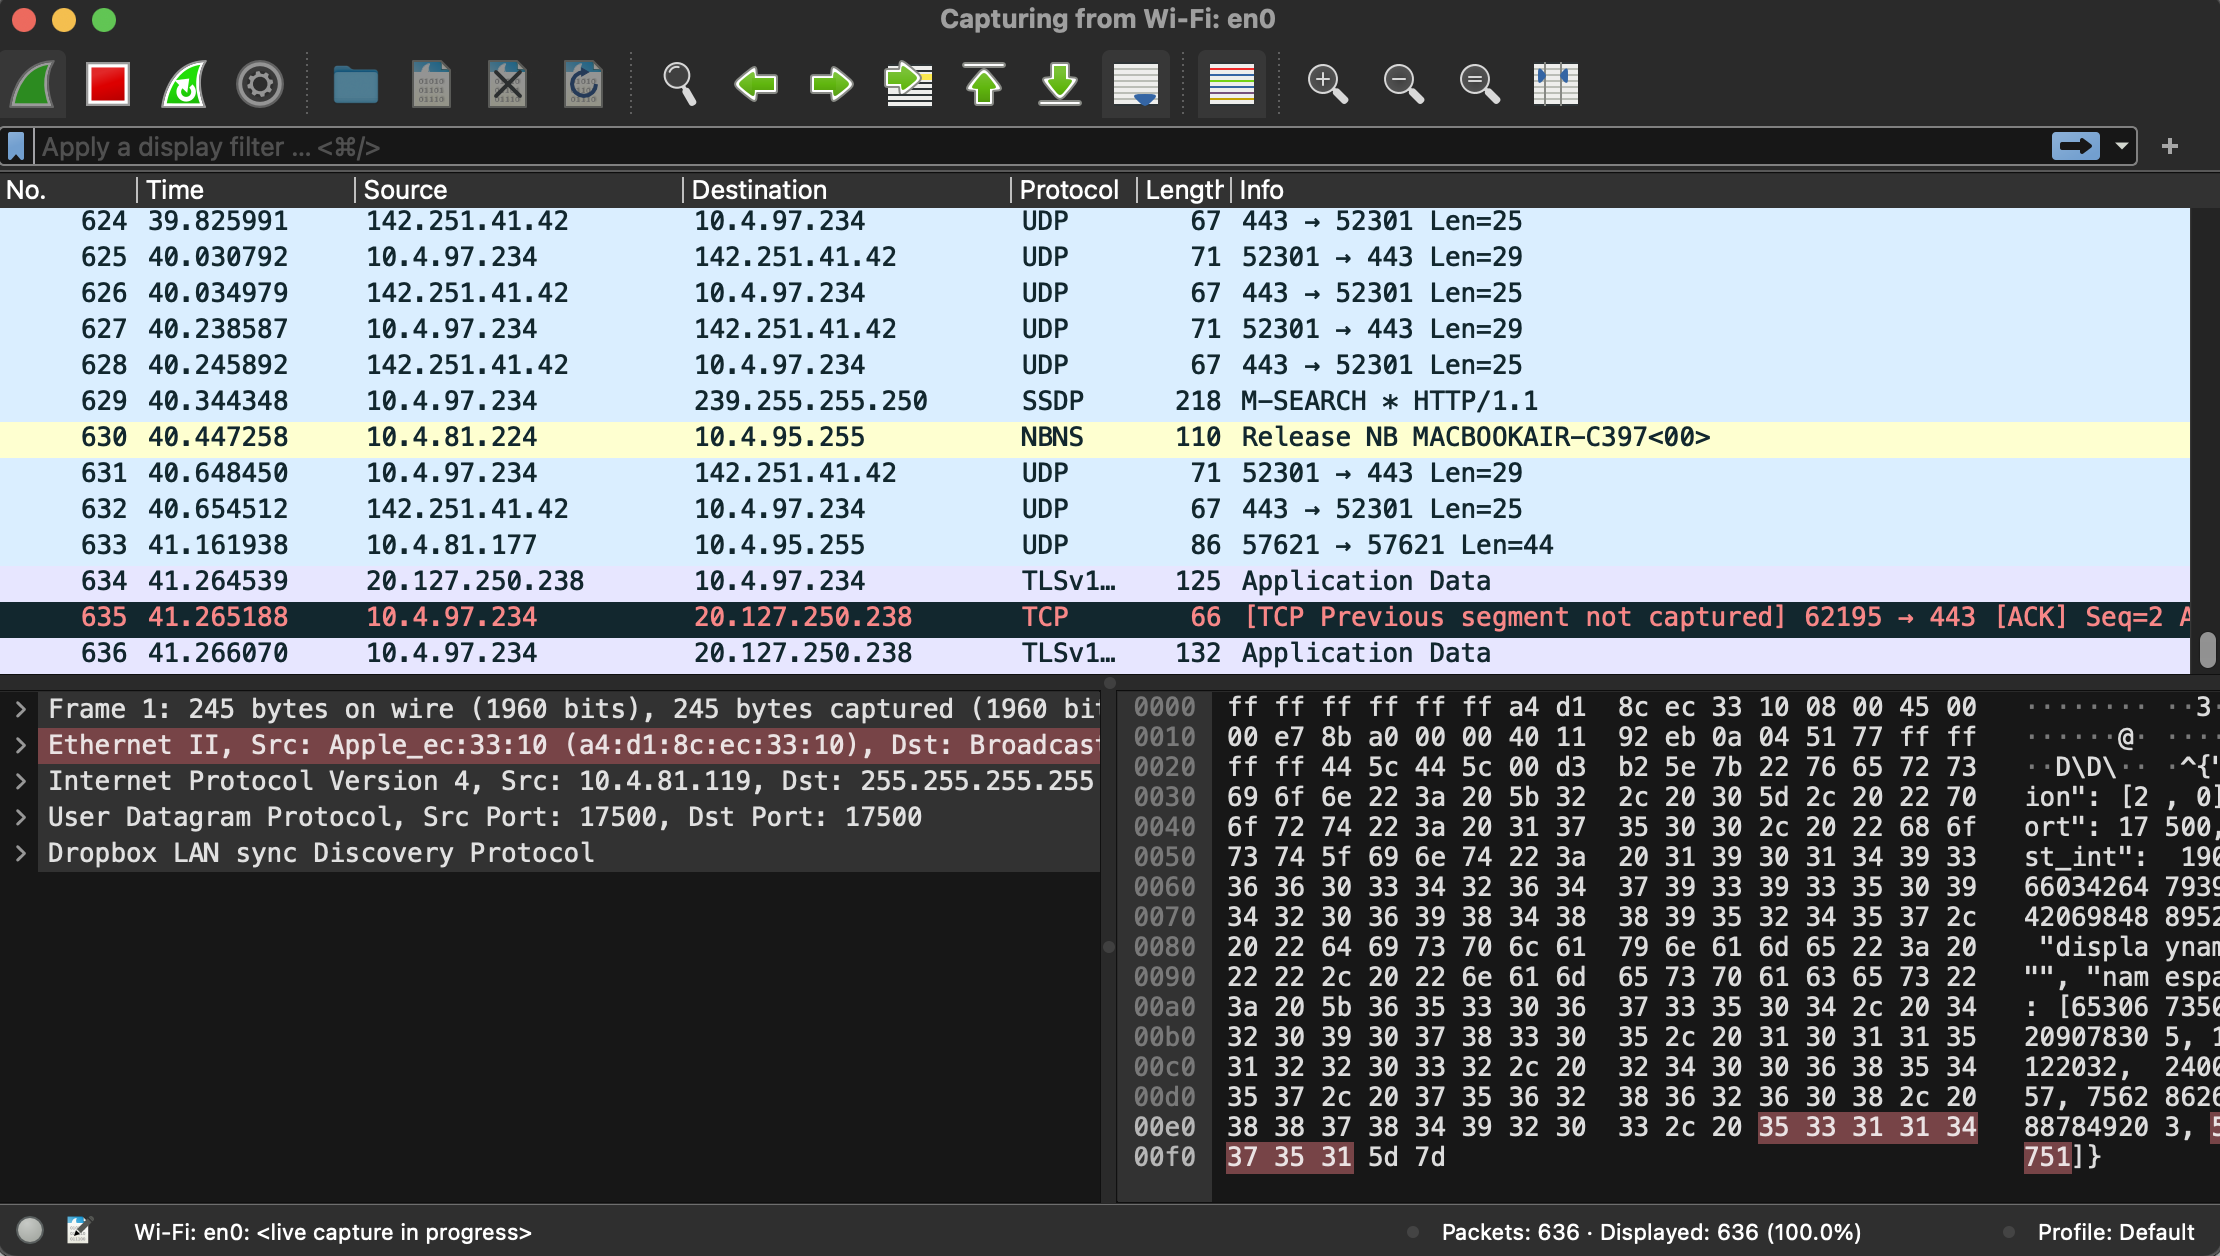 Capturing from Wi-Fi: en0
Apply a display filter ... <⌘/>
No. Time Source Destination Protocol Length Info
624 39.825991 142.251.41.42 10.4.97.234 UDP 67 443 → 52301 Len=25
625 40.030792 10.4.97.234 142.251.41.42 UDP 71 52301 → 443 Len=29
626 40.034979 142.251.41.42 10.4.97.234 UDP 67 443 → 52301 Len=25
627 40.238587 10.4.97.234 142.251.41.42 UDP 71 52301 → 443 Len=29
628 40.245892 142.251.41.42 10.4.97.234 UDP 67 443 → 52301 Len=25
629 40.344348 10.4.97.234 239.255.255.250 SSDP 218 M-SEARCH * HTTP/1.1
630 40.447258 10.4.81.224 10.4.95.255 NBNS 110 Release NB MACBOOKAIR-C397<00>
631 40.648450 10.4.97.234 142.251.41.42 UDP 71 52301 → 443 Len=29
632 40.654512 142.251.41.42 10.4.97.234 UDP 67 443 → 52301 Len=25
633 41.161938 10.4.81.177 10.4.95.255 UDP 86 57621 → 57621 Len=44
634 41.264539 20.127.250.238 10.4.97.234 TLSv1… 125 Application Data
635 41.265188 10.4.97.234 20.127.250.238 TCP 66 [TCP Previous segment not captured] 62195 → 443 [ACK] Seq=2 A
636 41.266070 10.4.97.234 20.127.250.238 TLSv1… 132 Application Data
Frame 1: 245 bytes on wire (1960 bits), 245 bytes captured (1960 bi
Ethernet II, Src: Apple_ec:33:10 (a4:d1:8c:ec:33:10), Dst: Broadcast
Internet Protocol Version 4, Src: 10.4.81.119, Dst: 255.255.255.255
User Datagram Protocol, Src Port: 17500, Dst Port: 17500
Dropbox LAN sync Discovery Protocol
0000 ff ff ff ff ff ff a4 d1 8c ec 33 10 08 00 45 00 ········ ··3·
0010 00 e7 8b a0 00 00 40 11 92 eb 0a 04 51 77 ff ff ······@· ····
0020 ff ff 44 5c 44 5c 00 d3 b2 5e 7b 22 76 65 72 73 ··D\D\·· ·^{"
0030 69 6f 6e 22 3a 20 5b 32 2c 20 30 5d 2c 20 22 70 ion": [2 , 0]
0040 6f 72 74 22 3a 20 31 37 35 30 30 2c 20 22 68 6f ort": 17 500,
0050 73 74 5f 69 6e 74 22 3a 20 31 39 30 31 34 39 33 st_int": 190
0060 36 36 30 33 34 32 36 34 37 39 33 39 33 35 30 39 66034264 7939
0070 34 32 30 36 39 38 34 38 38 39 35 32 34 35 37 2c 42069848 8952
0080 20 22 64 69 73 70 6c 61 79 6e 61 6d 65 22 3a 20 "displa ynam
0090 22 22 2c 20 22 6e 61 6d 65 73 70 61 63 65 73 22 "", "nam espa
00a0 3a 20 5b 36 35 33 30 36 37 33 35 30 34 2c 20 34 : [65306 7350
00b0 32 30 39 30 37 38 33 30 35 2c 20 31 30 31 31 35 20907830 5, 1
00c0 31 32 32 30 33 32 2c 20 32 34 30 30 36 38 35 34 122032, 2400
00d0 35 37 2c 20 37 35 36 32 38 36 32 36 30 38 2c 20 57, 7562 8626
00e0 38 38 37 38 34 39 32 30 33 2c 20 35 33 31 31 34 88784920 3, 5
00f0 37 35 31 5d 7d 751]}
Wi-Fi: en0: <live capture in progress> Packets: 636 · Displayed: 636 (100.0%) Profile: Default